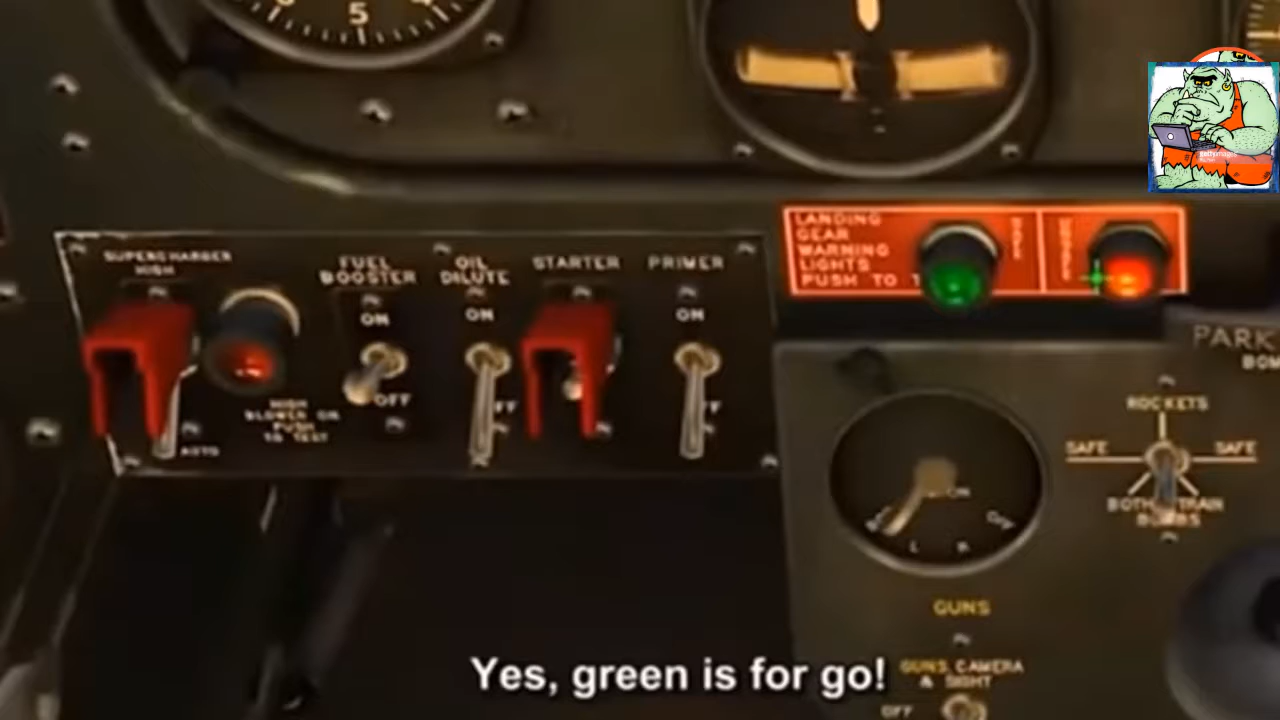 5
LANDING
GEAR
WARNING
LIGHTS
PUSH TO T
SUPERCHARGER
HIGH
AUTO
HIGH
BLOWER ON
PUSH
TO TEST
FUEL
BOOSTER
ON
OFF
OIL
DILUTE
ON
STARTER
PRIMER
ON
PARK
ROCKETS
SAFE
SAFE
BOTH TRAIN
BOMBS
OFF
L
R
GUNS
GUNS, CAMERA
& SIGHT
OFF
Yes, green is for go!